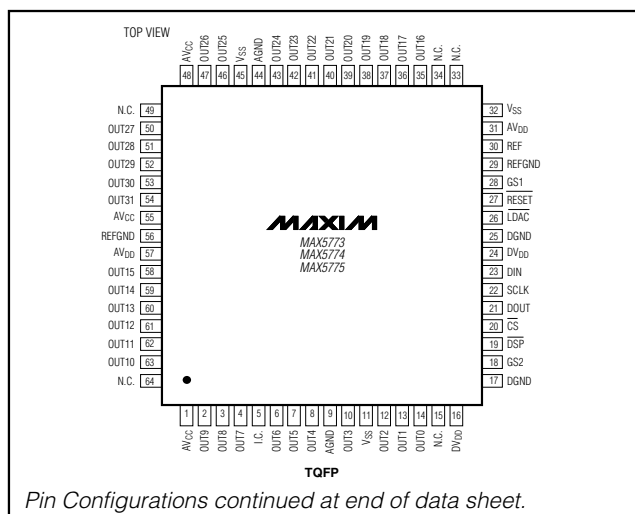 TOP VIEW
AVCC
OUT26
OUT25
VSS
AGND
OUT24
OUT23
OUT22
OUT21
OUT20
OUT19
OUT18
OUT17
OUT16
N.C.
N.C.
48 47 46 45 44 43 42 41 40 39 38 37 36 35 34 33
N.C. 49
OUT27 50
OUT28 51
OUT29 52
OUT30 53
OUT31 54
AVCC 55
REFGND 56
AVDD 57
OUT15 58
OUT14 59
OUT13 60
OUT12 61
OUT11 62
OUT10 63
N.C. 64
MAXIM
MAX5773
MAX5774
MAX5775
32 VSS
31 AVDD
30 REF
29 REFGND
28 GS1
27 RESET
26 LDAC
25 DGND
24 DVDD
23 DIN
22 SCLK
21 DOUT
20 CS
19 DSP
18 GS2
17 DGND
1 2 3 4 5 6 7 8 9 10 11 12 13 14 15 16
AVCC
OUT9
OUT8
OUT7
I.C.
OUT6
OUT5
OUT4
AGND
OUT3
VSS
OUT2
OUT1
OUT0
N.C.
DVDD
TQFP
Pin Configurations continued at end of data sheet.